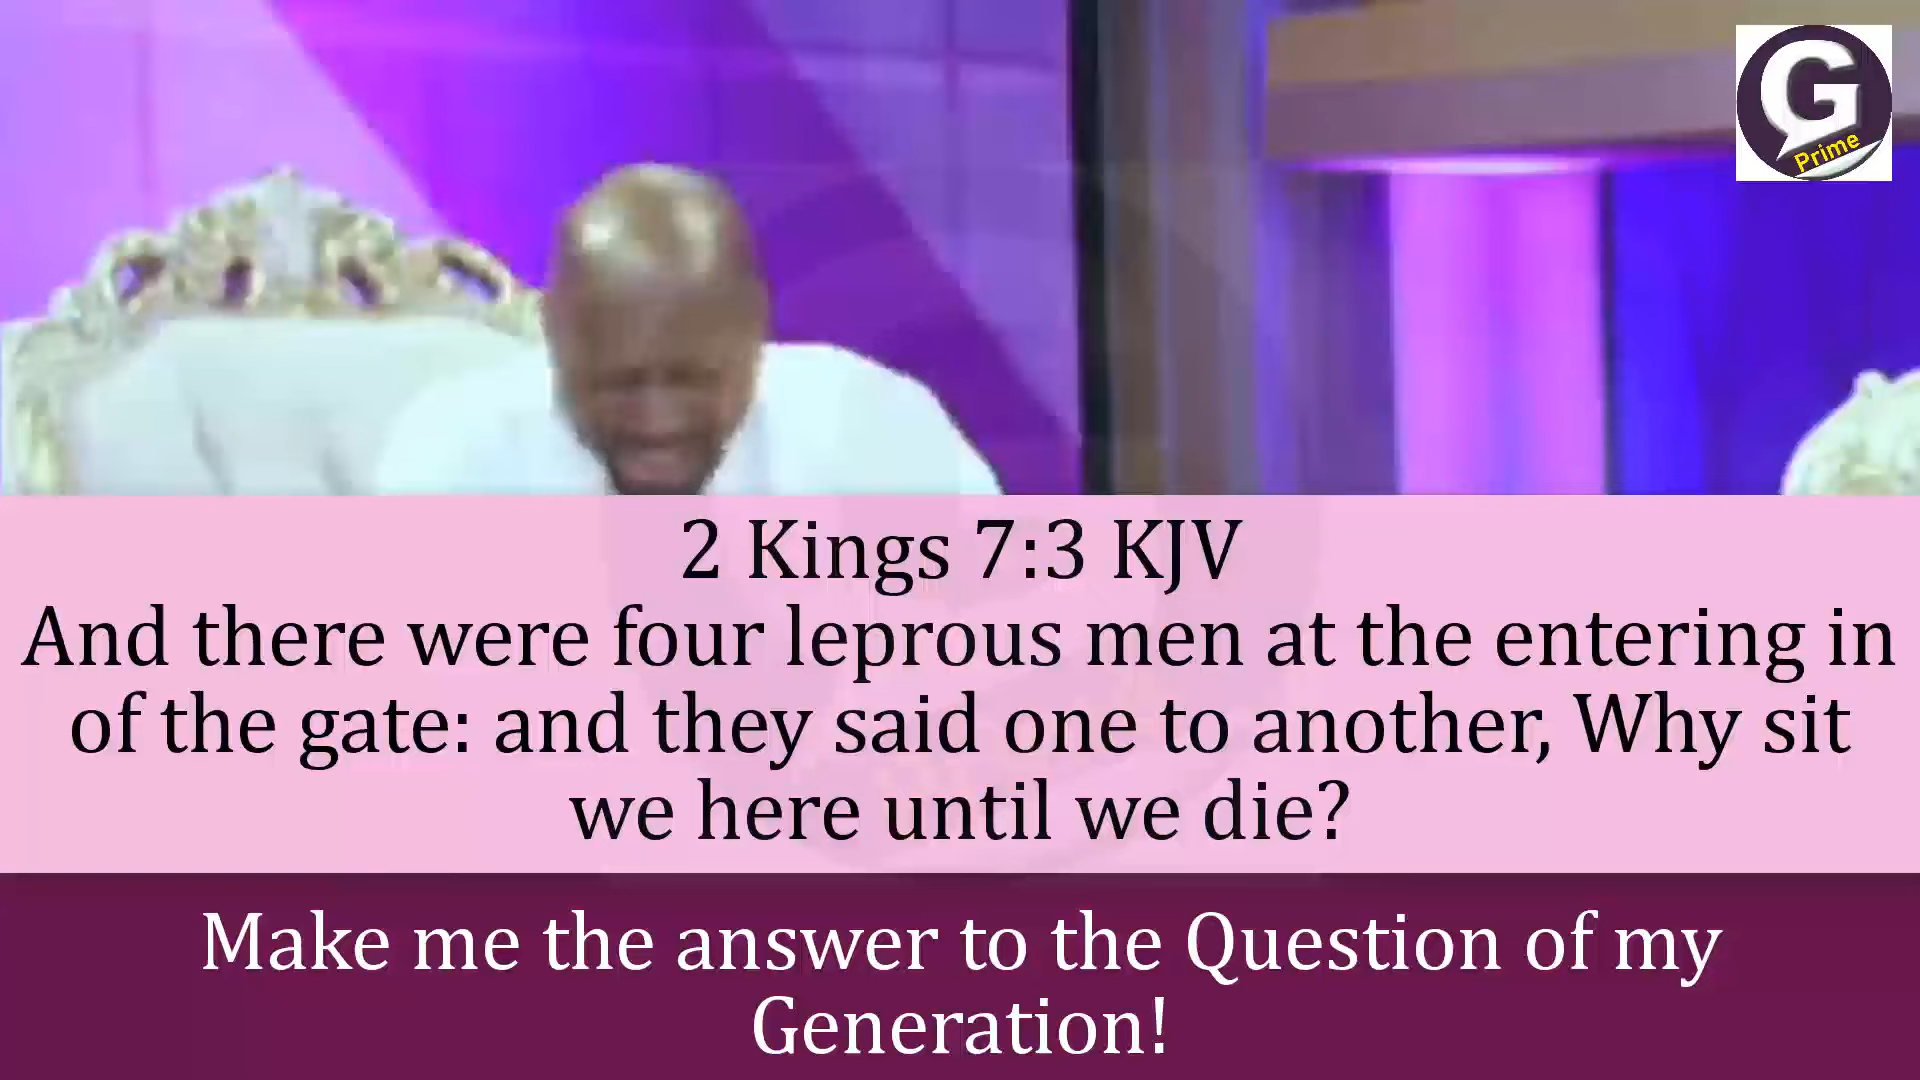 G
Prime
2 Kings 7:3 KJV
And there were four leprous men at the entering in
of the gate: and they said one to another, Why sit
we here until we die?
Make me the answer to the Question of my
Generation!